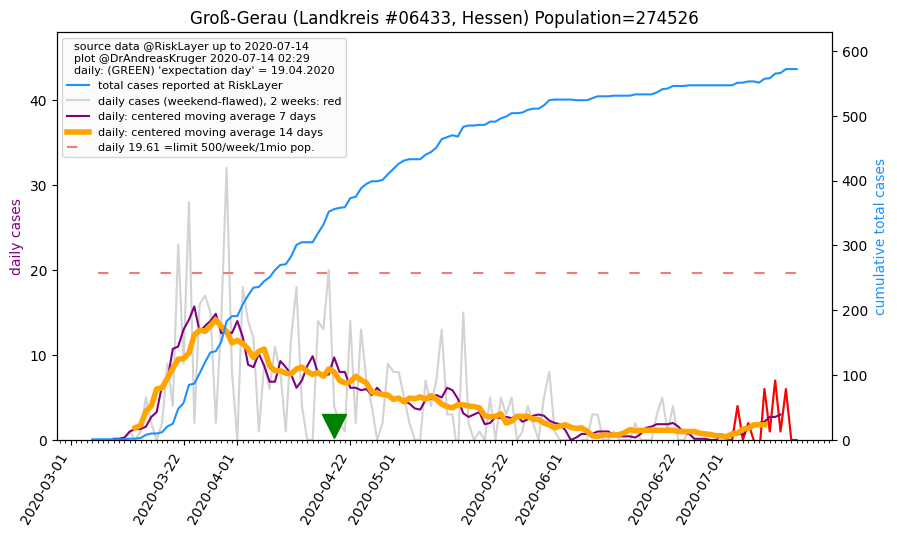 Groß-Gerau (Landkreis #06433, Hessen) Population=274526
source data @RiskLayer up to 2020-07-14
plot @DrAndreasKruger 2020-07-14 02:29
daily: (GREEN) 'expectation day' = 19.04.2020
total cases reported at RiskLayer
daily cases (weekend-flawed), 2 weeks: red
daily: centered moving average 7 days
daily: centered moving average 14 days
daily 19.61 =limit 500/week/1mio pop.
daily cases
40
30
20
10
0
cumulative total cases
600
500
400
300
200
100
0
2020-03-01
2020-03-22
2020-04-01
2020-04-22
2020-05-01
2020-05-22
2020-06-01
2020-06-22
2020-07-01